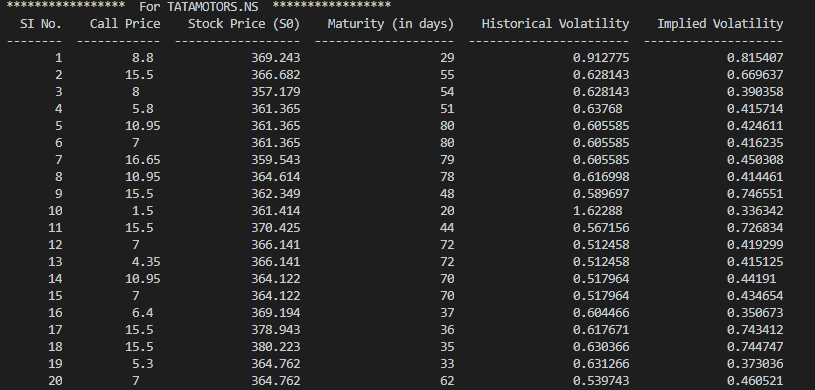 ***************** For TATAMOTORS.NS *****************
SI No. Call Price Stock Price (S0) Maturity (in days) Historical Volatility Implied Volatility
-------- ------------ ------------------ -------------------- ----------------------- --------------------
1 8.8 369.243 29 0.912775 0.815407
2 15.5 366.682 55 0.628143 0.669637
3 8 357.179 54 0.628143 0.390358
4 5.8 361.365 51 0.63768 0.415714
5 10.95 361.365 80 0.605585 0.424611
6 7 361.365 80 0.605585 0.416235
7 16.65 359.543 79 0.605585 0.450308
8 10.95 364.614 78 0.616998 0.414461
9 15.5 362.349 48 0.589697 0.746551
10 1.5 361.414 20 1.62288 0.336342
11 15.5 370.425 44 0.567156 0.726834
12 7 366.141 72 0.512458 0.419299
13 4.35 366.141 72 0.512458 0.415125
14 10.95 364.122 70 0.517964 0.44191
15 7 364.122 70 0.517964 0.434654
16 6.4 369.194 37 0.604466 0.350673
17 15.5 378.943 36 0.617671 0.743412
18 15.5 380.223 35 0.630366 0.744747
19 5.3 364.762 33 0.631266 0.373036
20 7 364.762 62 0.539743 0.460521